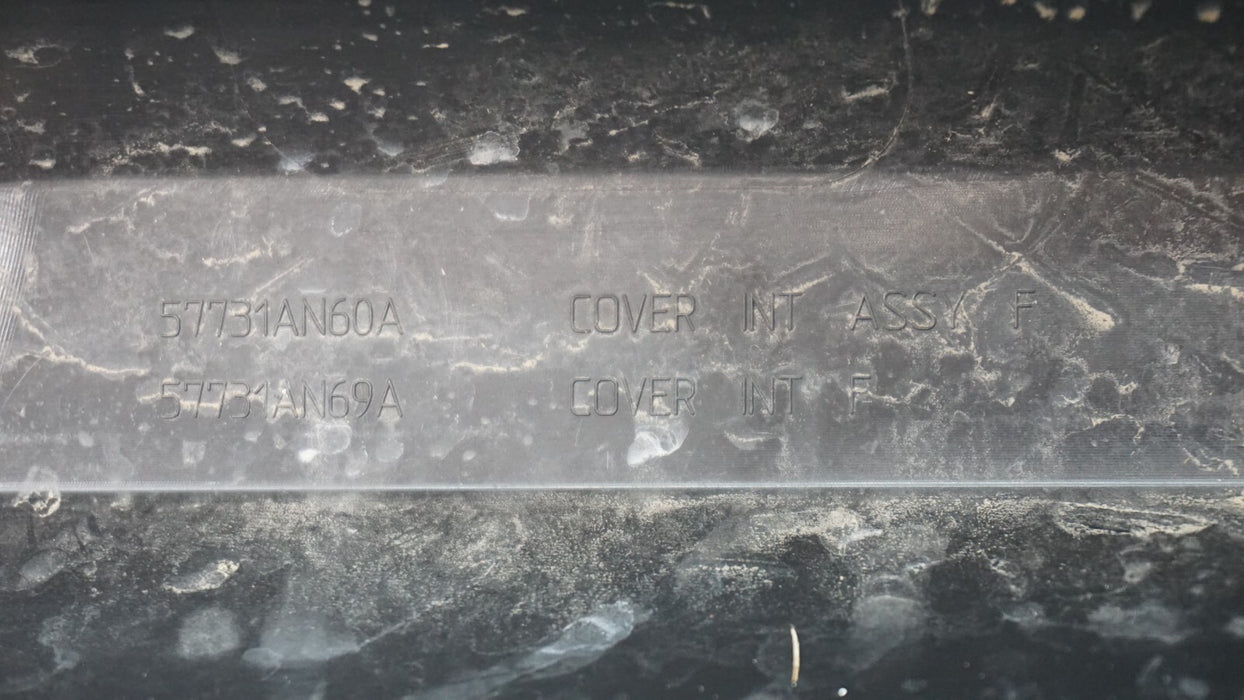 57731AN60A COVER INT ASSY F
57731AN69A COVER INT F